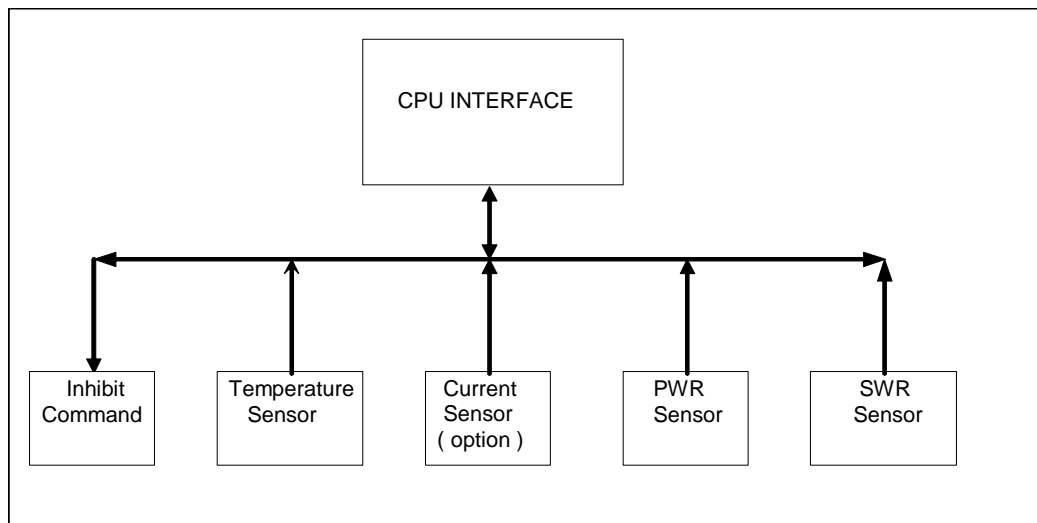 CPU INTERFACE
Inhibit
Command
Temperature
Sensor
Current
Sensor
( option )
PWR
Sensor
SWR
Sensor